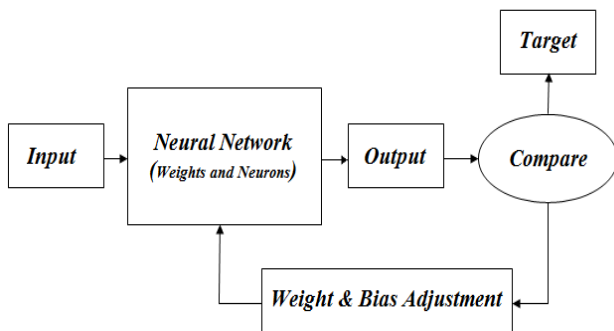 Target
Input
Neural Network
(Weights and Neurons)
Output
Compare
Weight & Bias Adjustment